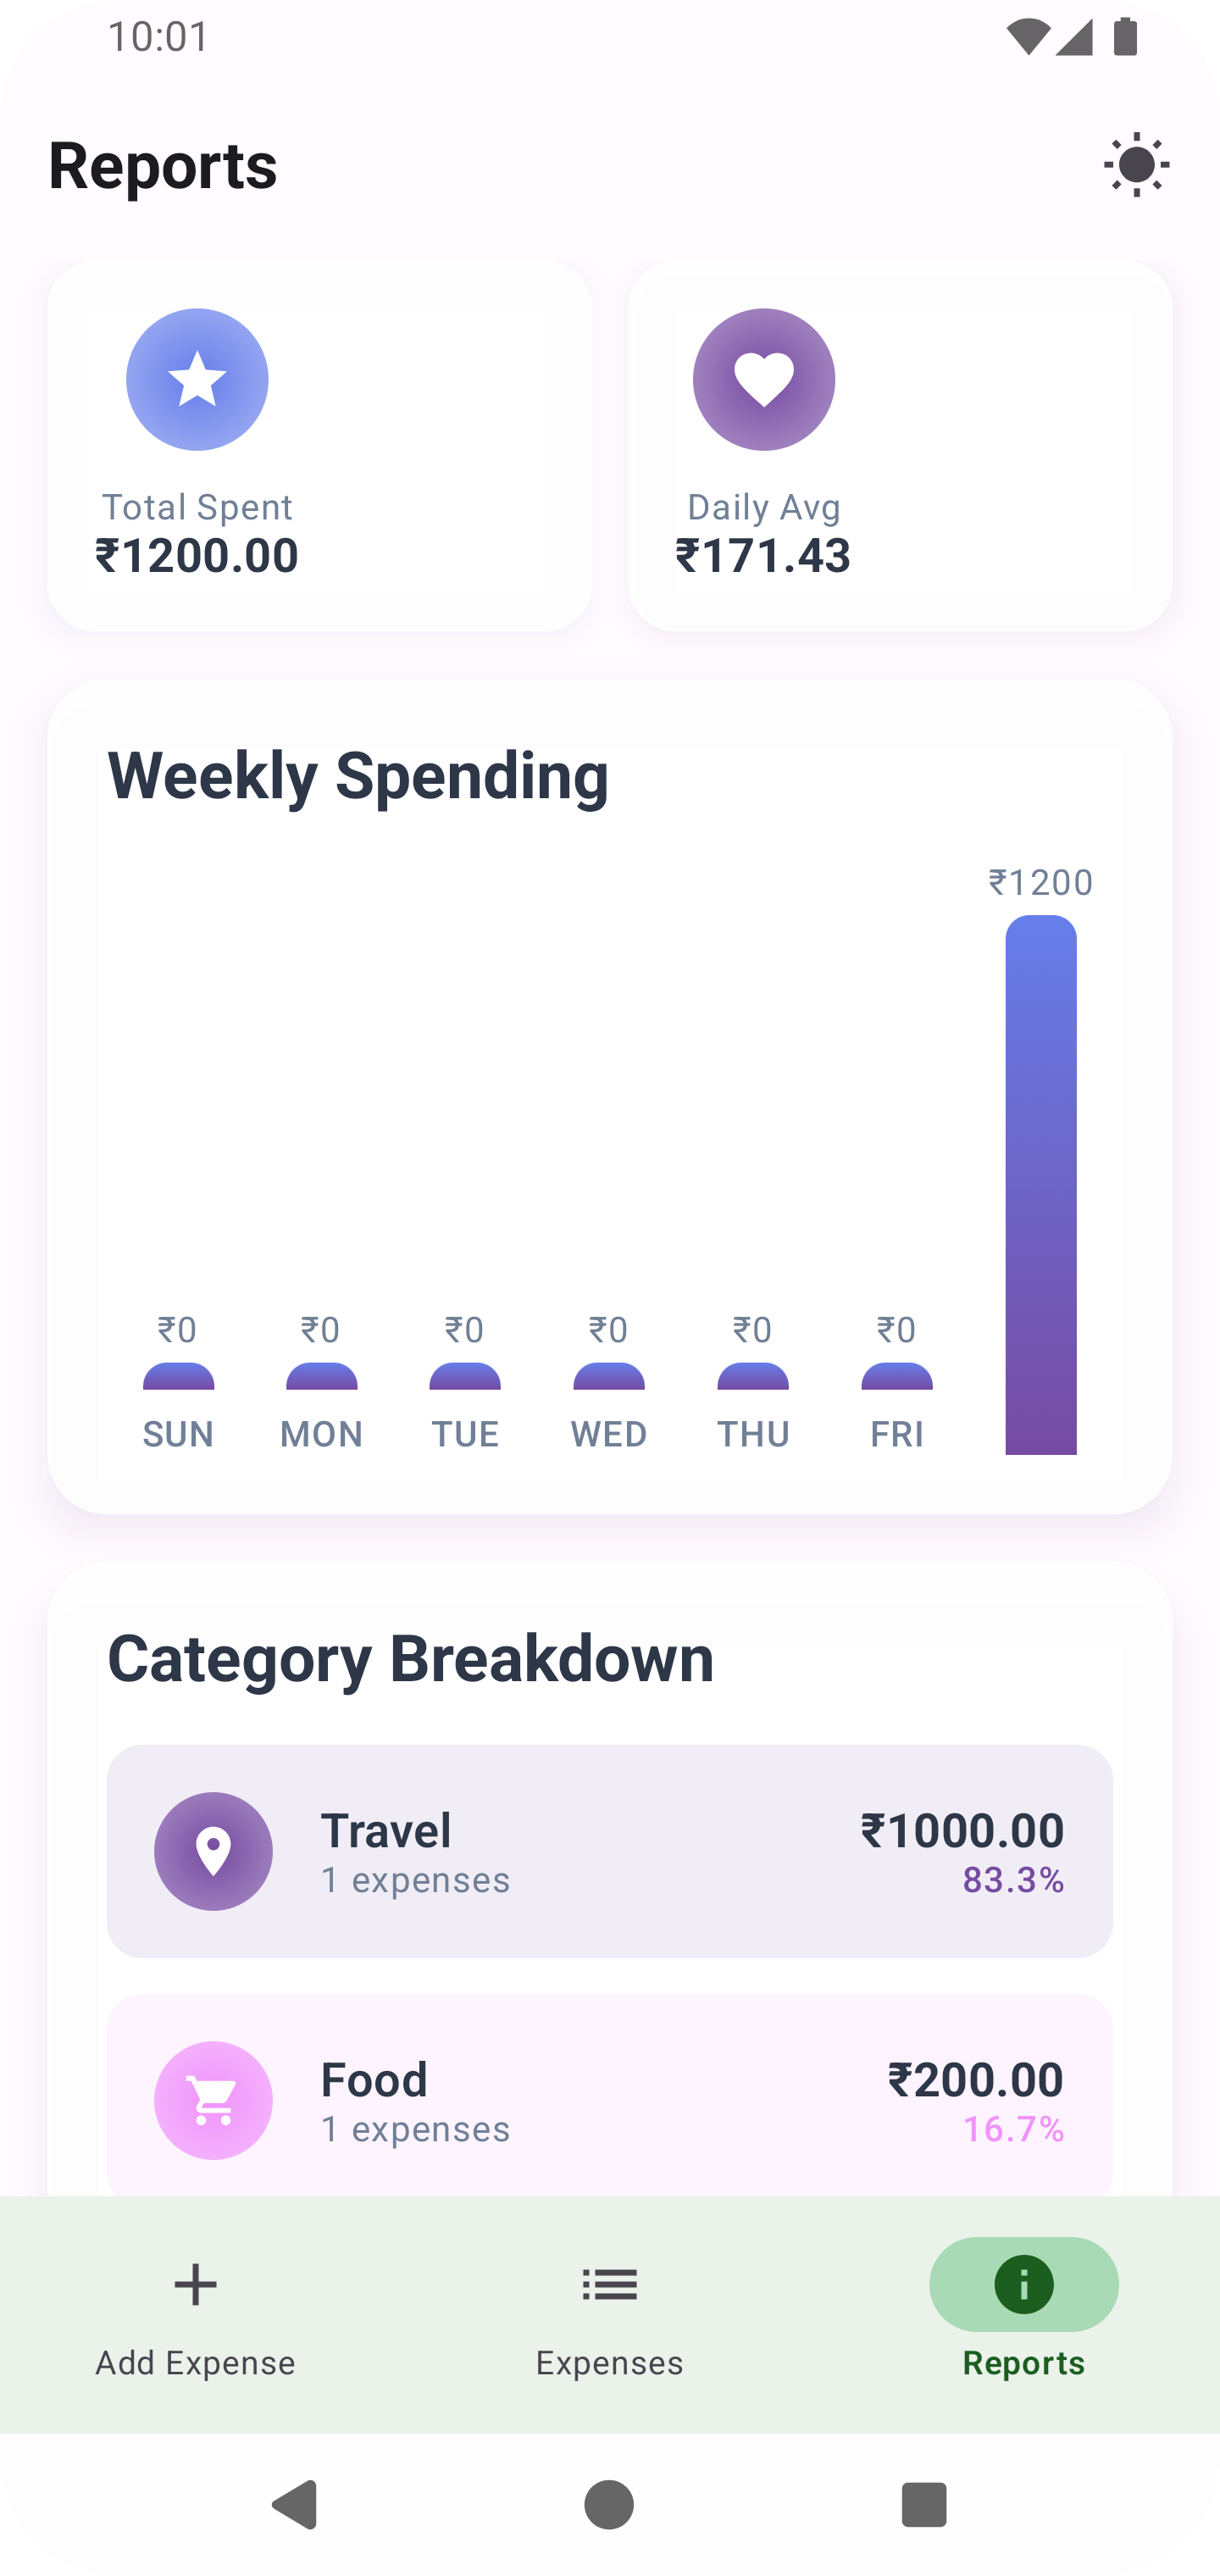 10:01
Reports
Total Spent
₹1200.00
Daily Avg
₹171.43
Weekly Spending
₹1200
₹0 ₹0 ₹0 ₹0 ₹0 ₹0
SUN MON TUE WED THU FRI
Category Breakdown
Travel ₹1000.00
1 expenses 83.3%
Food ₹200.00
1 expenses 16.7%
Add Expense Expenses Reports